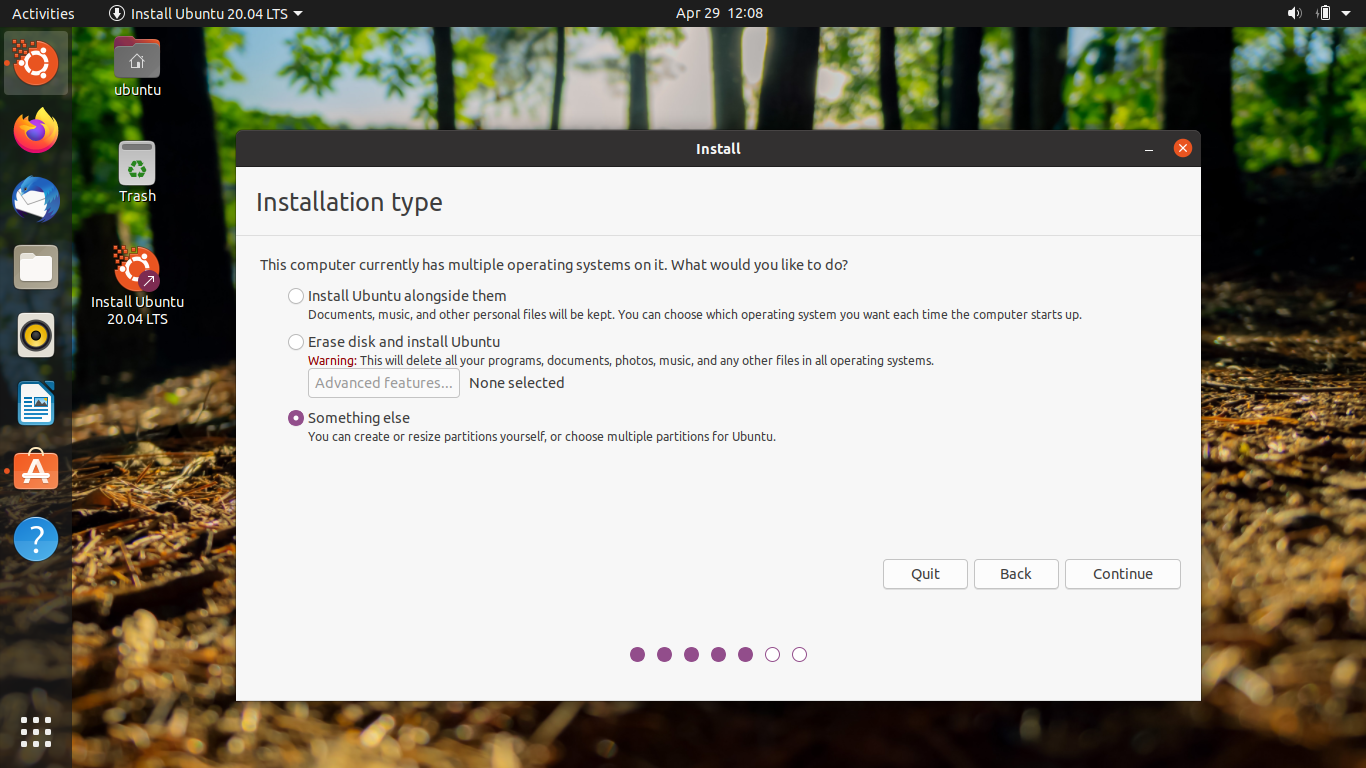 Activities
Install Ubuntu 20.04 LTS
Apr 29 12:08
ubuntu
Trash
Install Ubuntu
20.04 LTS
Install
Installation type
This computer currently has multiple operating systems on it. What would you like to do?
Install Ubuntu alongside them
Documents, music, and other personal files will be kept. You can choose which operating system you want each time the computer starts up.
Erase disk and install Ubuntu
Warning: This will delete all your programs, documents, photos, music, and any other files in all operating systems.
Advanced features... None selected
Something else
You can create or resize partitions yourself, or choose multiple partitions for Ubuntu.
Quit Back Continue